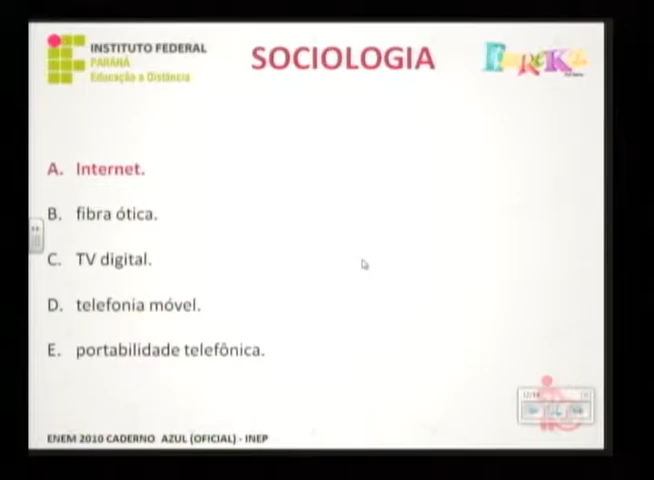 INSTITUTO FEDERAL
PARANÁ
Educação a Distância
SOCIOLOGIA
EUREKA
A. Internet.
B. fibra ótica.
C. TV digital.
D. telefonia móvel.
E. portabilidade telefônica.
ENEM 2010 CADERNO AZUL (OFICIAL) - INEP